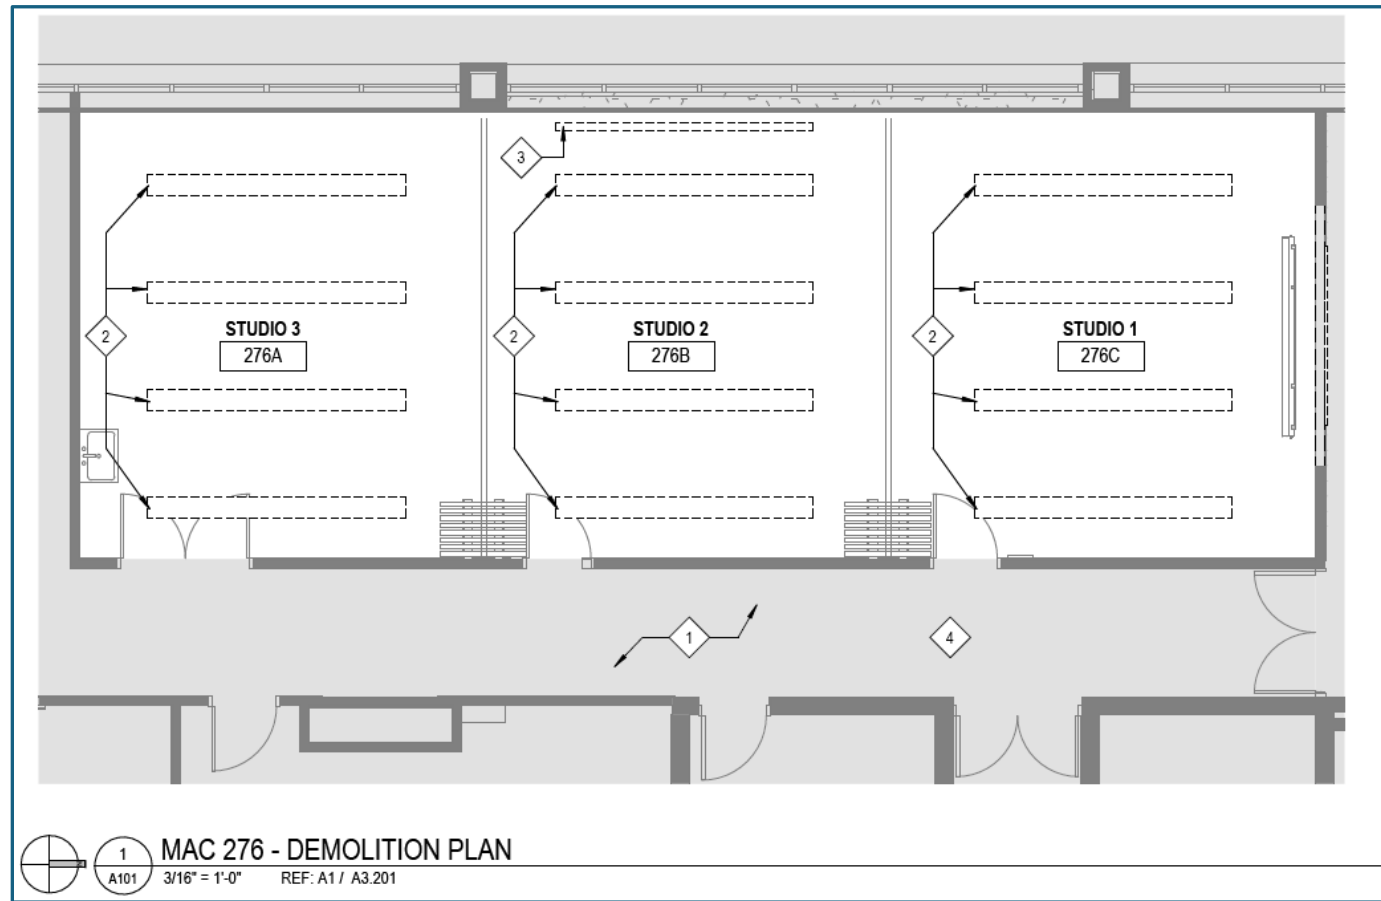 3
2
STUDIO 3
276A
2
STUDIO 2
276B
2
STUDIO 1
276C
1
4
1
A101
MAC 276 - DEMOLITION PLAN
3/16" = 1'-0" REF: A1 / A3.201